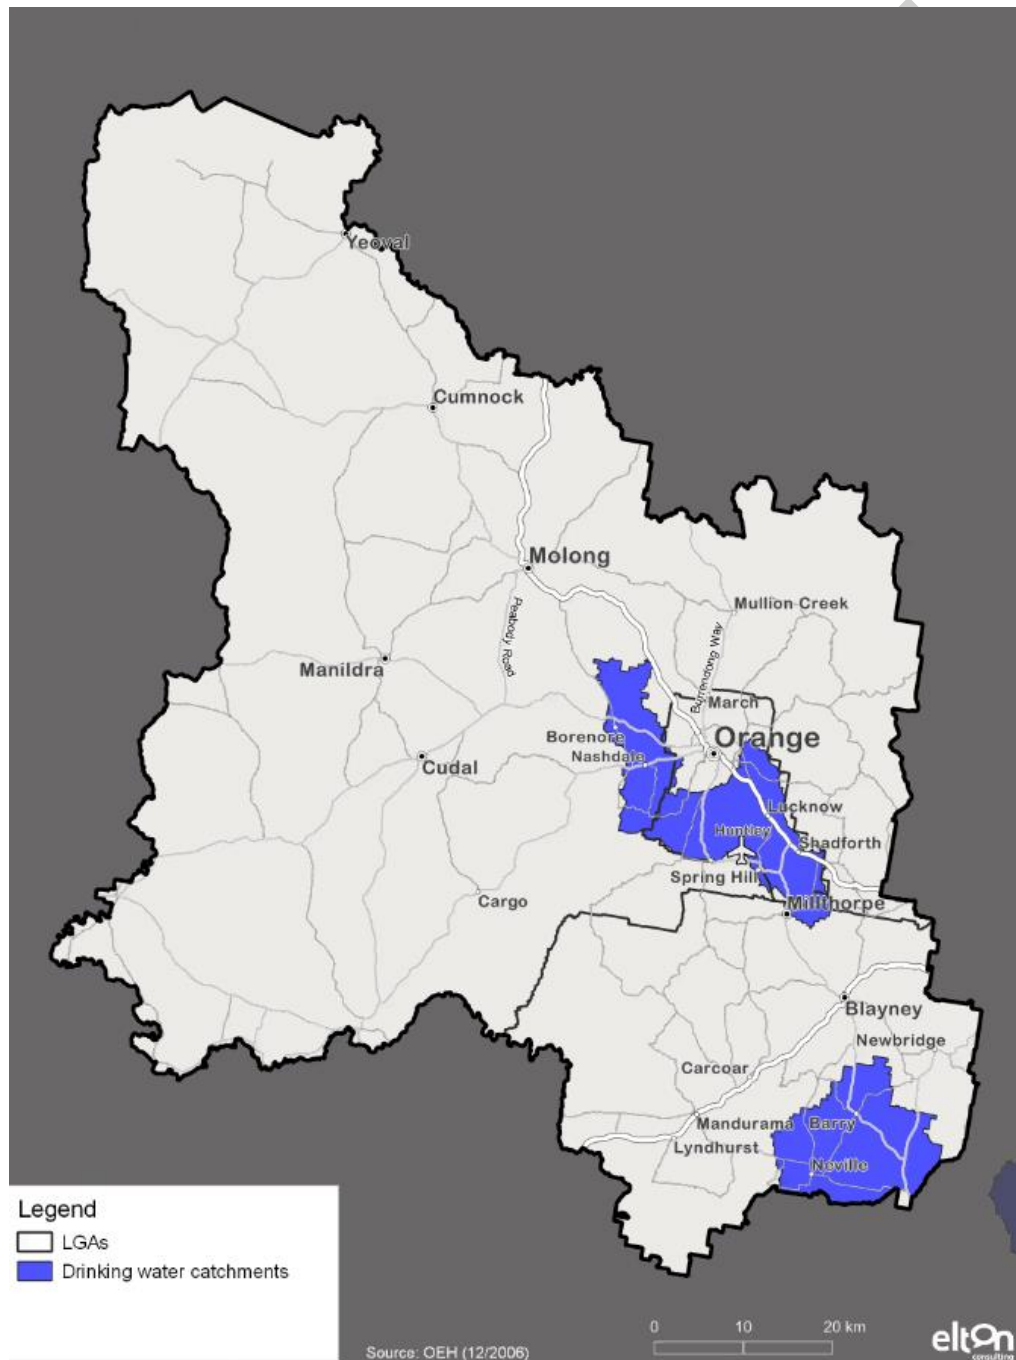 Yeoval
Cumnock
Molong
Mullion Creek
Peabody Road
Burrendong Way
Manildra
March
Borenore
Orange
Nashdale
Cudal
Lucknow
Huntley
Shadforth
Spring Hill
Cargo
Millthorpe
Blayney
Newbridge
Carcoar
Mandurama
Barry
Lyndhurst
Neville
Legend
LGAs
Drinking water catchments
Source: OEH (12/2006)
0 10 20 km
elton
consulting